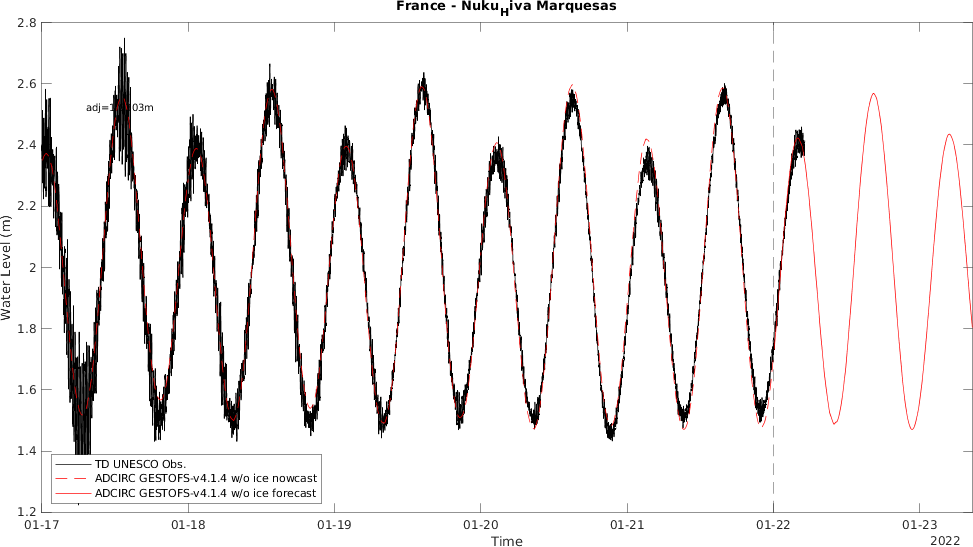 France - Nuku_Hiva Marquesas
2.8
2.6
2.4
2.2
2
1.8
1.6
1.4
1.2
Water Level (m)
TD UNESCO Obs.
ADCIRC GESTOFS-v4.1.4 w/o ice nowcast
ADCIRC GESTOFS-v4.1.4 w/o ice forecast
01-17 01-18 01-19 01-20 01-21 01-22 01-23
Time
2022